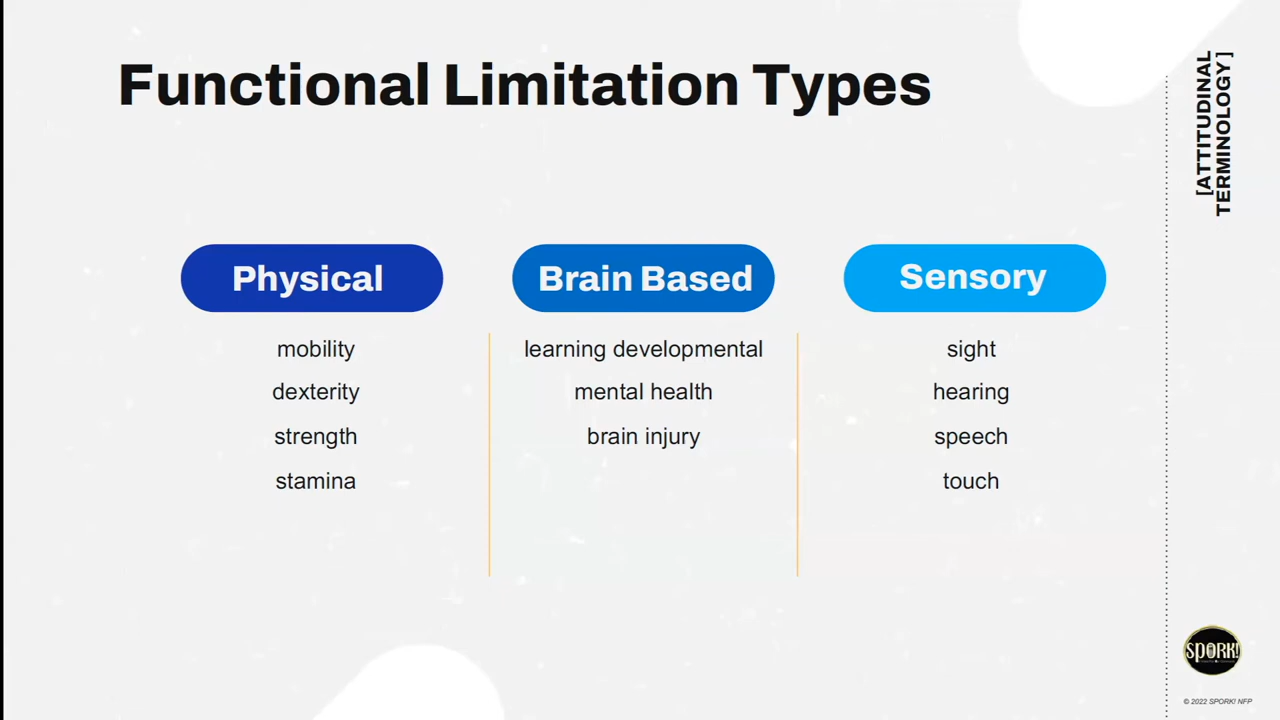 Functional Limitation Types
[ATTITUDINAL
TERMINOLOGY]
Physical
mobility
dexterity
strength
stamina
Brain Based
learning developmental
mental health
brain injury
Sensory
sight
hearing
speech
touch
SPORK!
© 2022 SPORK! NFP